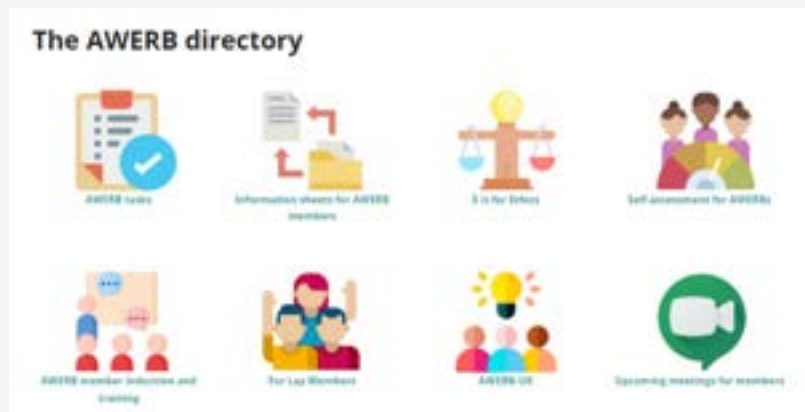 The AWERB directory
AWERB tasks
Information sheets for AWERB
members
E is for Ethics
Self-assessment for AWERBs
AWERB member induction and
training
For Lay Members
AWERB UK
Upcoming meetings for members